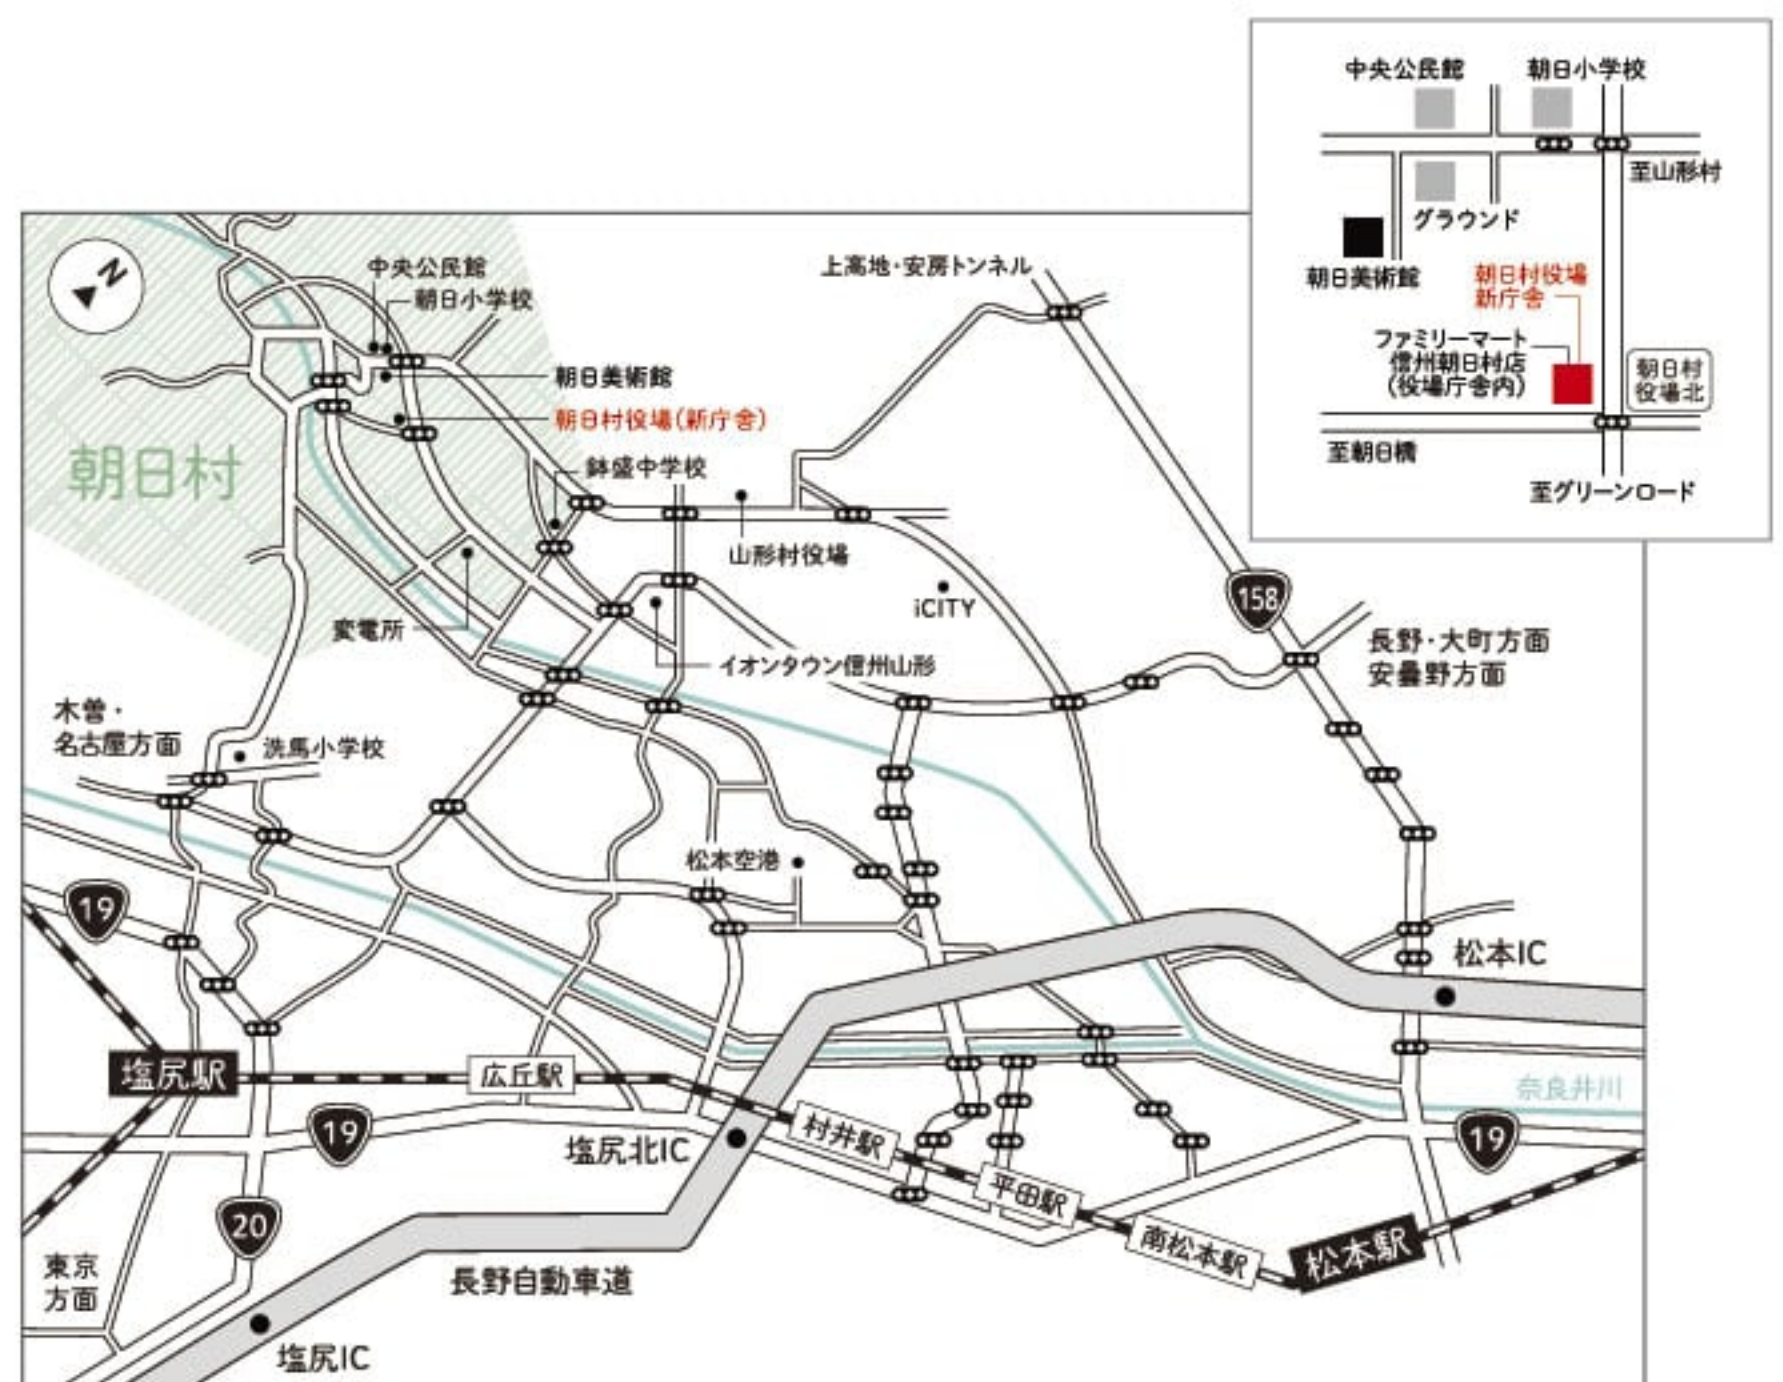 中央公民館
朝日小学校
至山形村
グラウンド
朝日美術館
朝日村役場
新庁舎
ファミリーマート
信州朝日村店
(役場庁舎内)
朝日村
役場北
至朝日橋
至グリーンロード
N
中央公民館
朝日小学校
上高地・安房トンネル
朝日美術館
朝日村役場(新庁舎)
朝日村
鉢盛中学校
山形村役場
iCITY
158
変電所
イオンタウン信州山形
長野・大町方面
安曇野方面
木曽・
名古屋方面
洗馬小学校
松本空港
19
松本IC
塩尻駅
広丘駅
奈良井川
19
塩尻北IC
村井駅
19
平田駅
20
南松本駅
松本駅
東京
方面
長野自動車道
塩尻IC